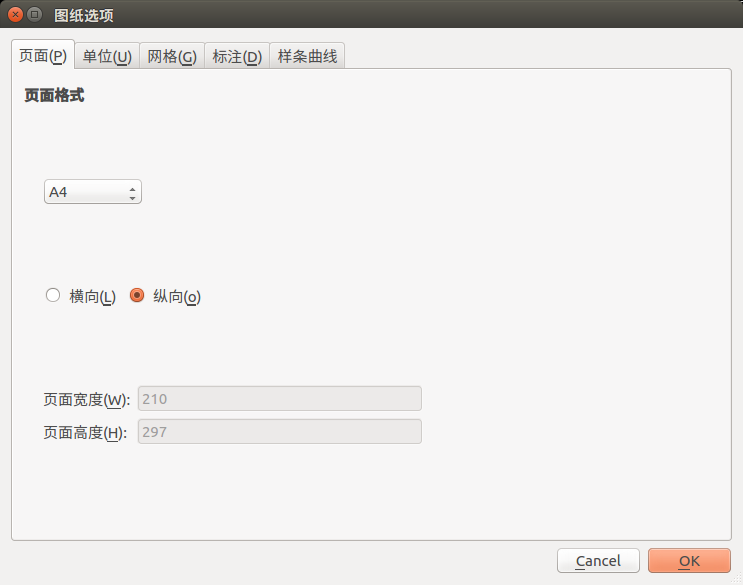 图纸选项
页面(P) 单位(U) 网格(G) 标注(D) 样条曲线
页面格式
A4
横向(L) 纵向(o)
页面宽度(W): 210
页面高度(H): 297
Cancel OK